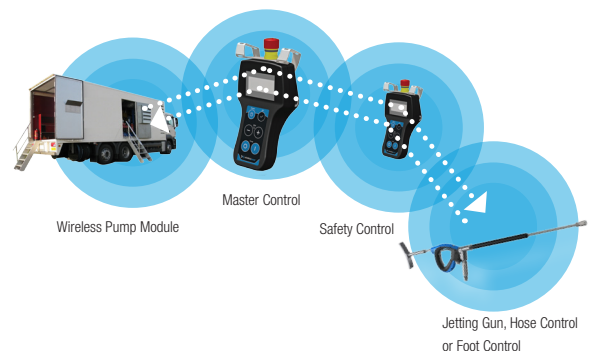 Wireless Pump Module
Master Control
Safety Control
Jetting Gun, Hose Control
or Foot Control